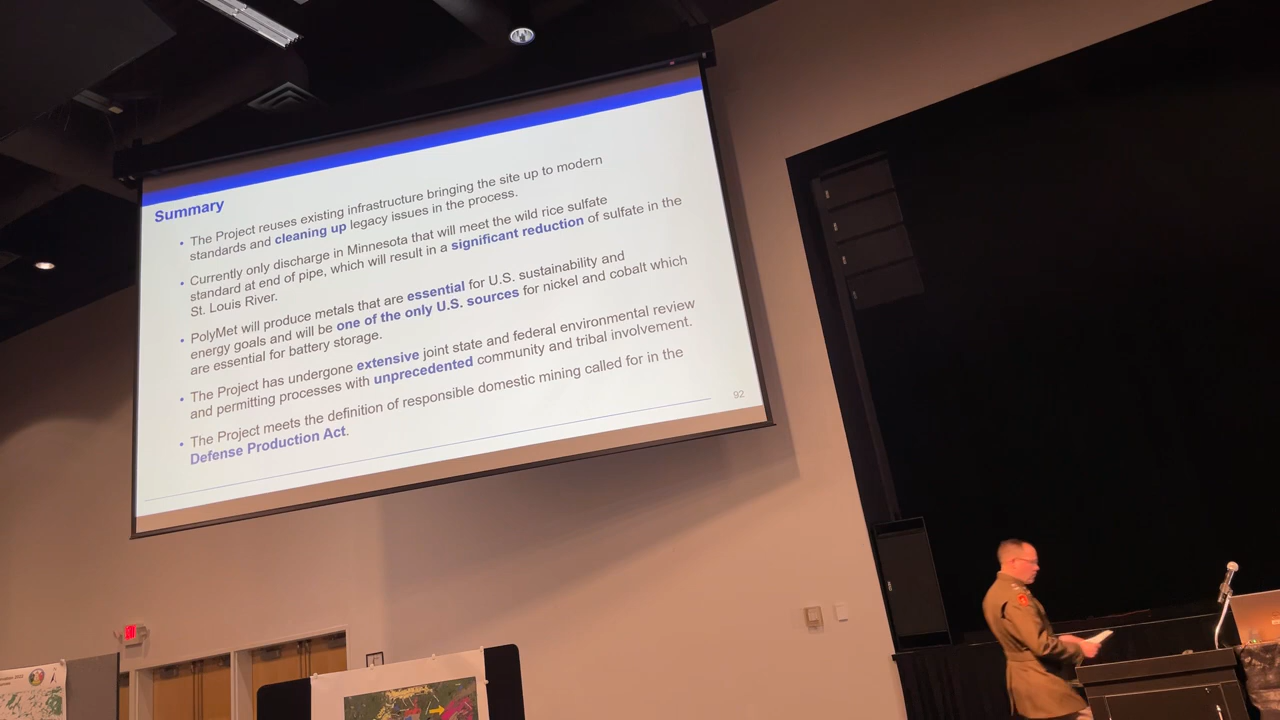 Summary
• The Project reuses existing infrastructure bringing the site up to modern
standards and cleaning up legacy issues in the process.
• Currently only discharge in Minnesota that will meet the wild rice sulfate
standard at end of pipe, which will result in a significant reduction of sulfate in the
St. Louis River.
• PolyMet will produce metals that are essential for U.S. sustainability and
energy goals and will be one of the only U.S. sources for nickel and cobalt which
are essential for battery storage.
• The Project has undergone extensive joint state and federal environmental review
and permitting processes with unprecedented community and tribal involvement.
• The Project meets the definition of responsible domestic mining called for in the
Defense Production Act.
92